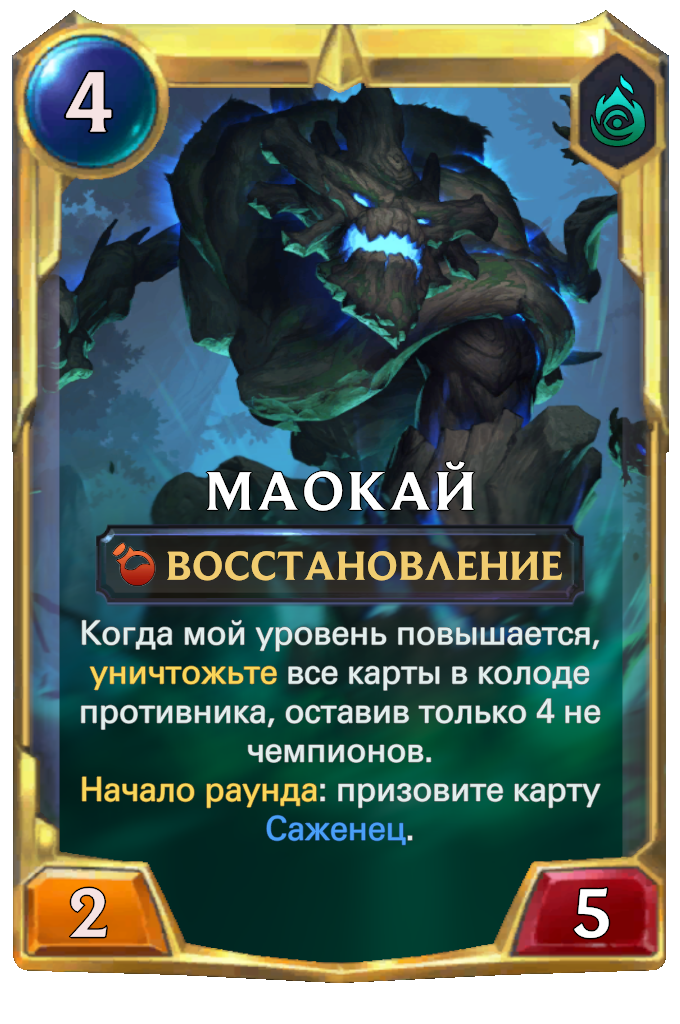 4
МАОКАЙ
ВОССТАНОВЛЕНИЕ
Когда мой уровень повышается,
уничтожьте все карты в колоде
противника, оставив только 4 не
чемпионов.
Начало раунда: призовите карту
Саженец.
2
5